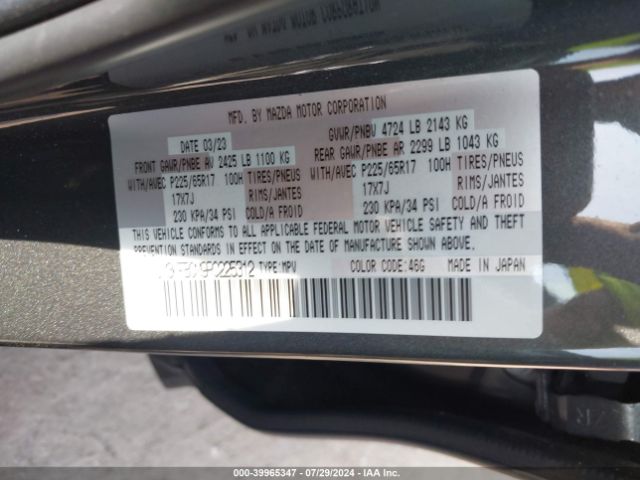 MFD. BY MAZDA MOTOR CORPORATION
DATE 03/23 GVWR/PNBV 4724 LB 2143 KG
FRONT GAWR/PNBE AV 2425 LB 1100 KG REAR GAWR/PNBE AR 2299 LB 1043 KG
WITH/AVEC P225/65R17 100H TIRES/PNEUS WITH/AVEC P225/65R17 100H TIRES/PNEUS
17X7J RIMS/JANTES 17X7J RIMS/JANTES
230 KPA/34 PSI COLD/A FROID 230 KPA/34 PSI COLD/A FROID
THIS VEHICLE CONFORMS TO ALL APPLICABLE FEDERAL MOTOR VEHICLE SAFETY AND THEFT
PREVENTION STANDARDS IN EFFECT ON THE DATE OF MANUFACTURE SHOWN ABOVE.
TYPE:MPV COLOR CODE:46G MADE IN JAPAN
000-39965347 | 07/29/2024 - IAA Inc.